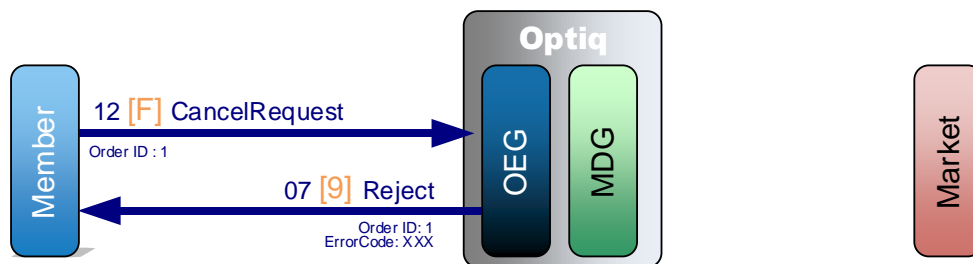 Optiq
Member
12 [F] CancelRequest
Order ID : 1
07 [9] Reject
Order ID: 1
ErrorCode: XXX
OEG
MDG
Market